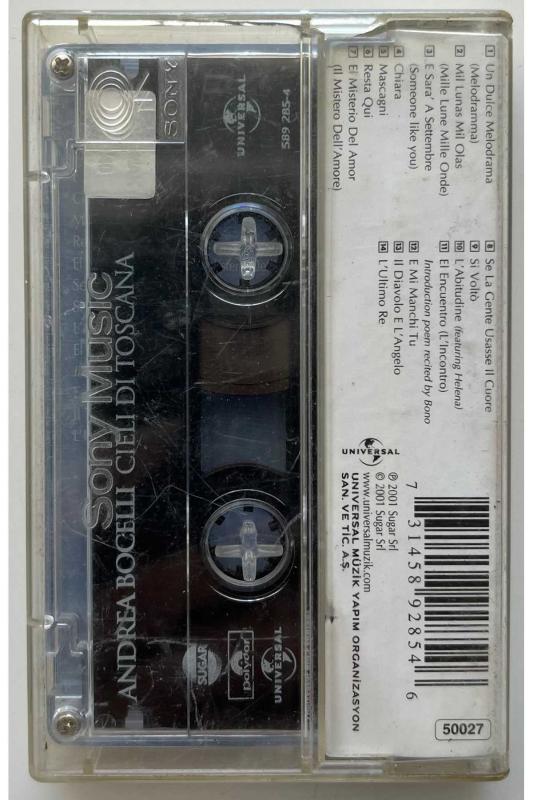 1 Un Dulce Melodrama
(Melodramma)
2 Mil Lunas Mil Olas
(Mille Lune Mille Onde)
3 E Sara' A Settembre
(Someone like you)
4 Chiara
5 Mascagni
6 Resta Qui
7 El Misterio Del Amor
(Il Mistero Dell'Amore)
8 Se La Gente Usasse Il Cuore
9 Si Voltò
10 L'Abitudine (featuring Helena)
11 El Encuentro (L'Incontro)
Introduction poem recited by Bono
12 E Mi Manchi Tu
13 Il Diavolo E L'Angelo
14 L'Ultimo Re
UNIVERSAL
℗ 2001 Sugar Srl
© 2001 Sugar Srl
www.universalmuzik.com
UNIVERSAL MÜZİK YAPIM ORGANİZASYON
SAN. VE TİC. A.Ş.
7 31458 92854 6
50027
589 285-4
UNIVERSAL
SONY
Sony Music
ANDREA BOCELLI CIELI DI TOSCANA
UNIVERSAL
polydor
SUGAR